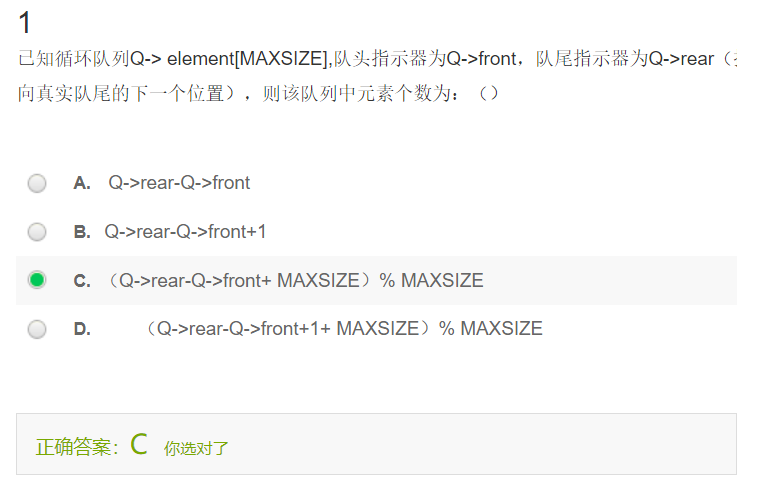 1
已知循环队列Q-> element[MAXSIZE],队头指示器为Q->front，队尾指示器为Q->rear（
向真实队尾的下一个位置），则该队列中元素个数为：（）
A. Q->rear-Q->front
B. Q->rear-Q->front+1
C. （Q->rear-Q->front+ MAXSIZE）% MAXSIZE
D. （Q->rear-Q->front+1+ MAXSIZE）% MAXSIZE
正确答案：C 你选对了